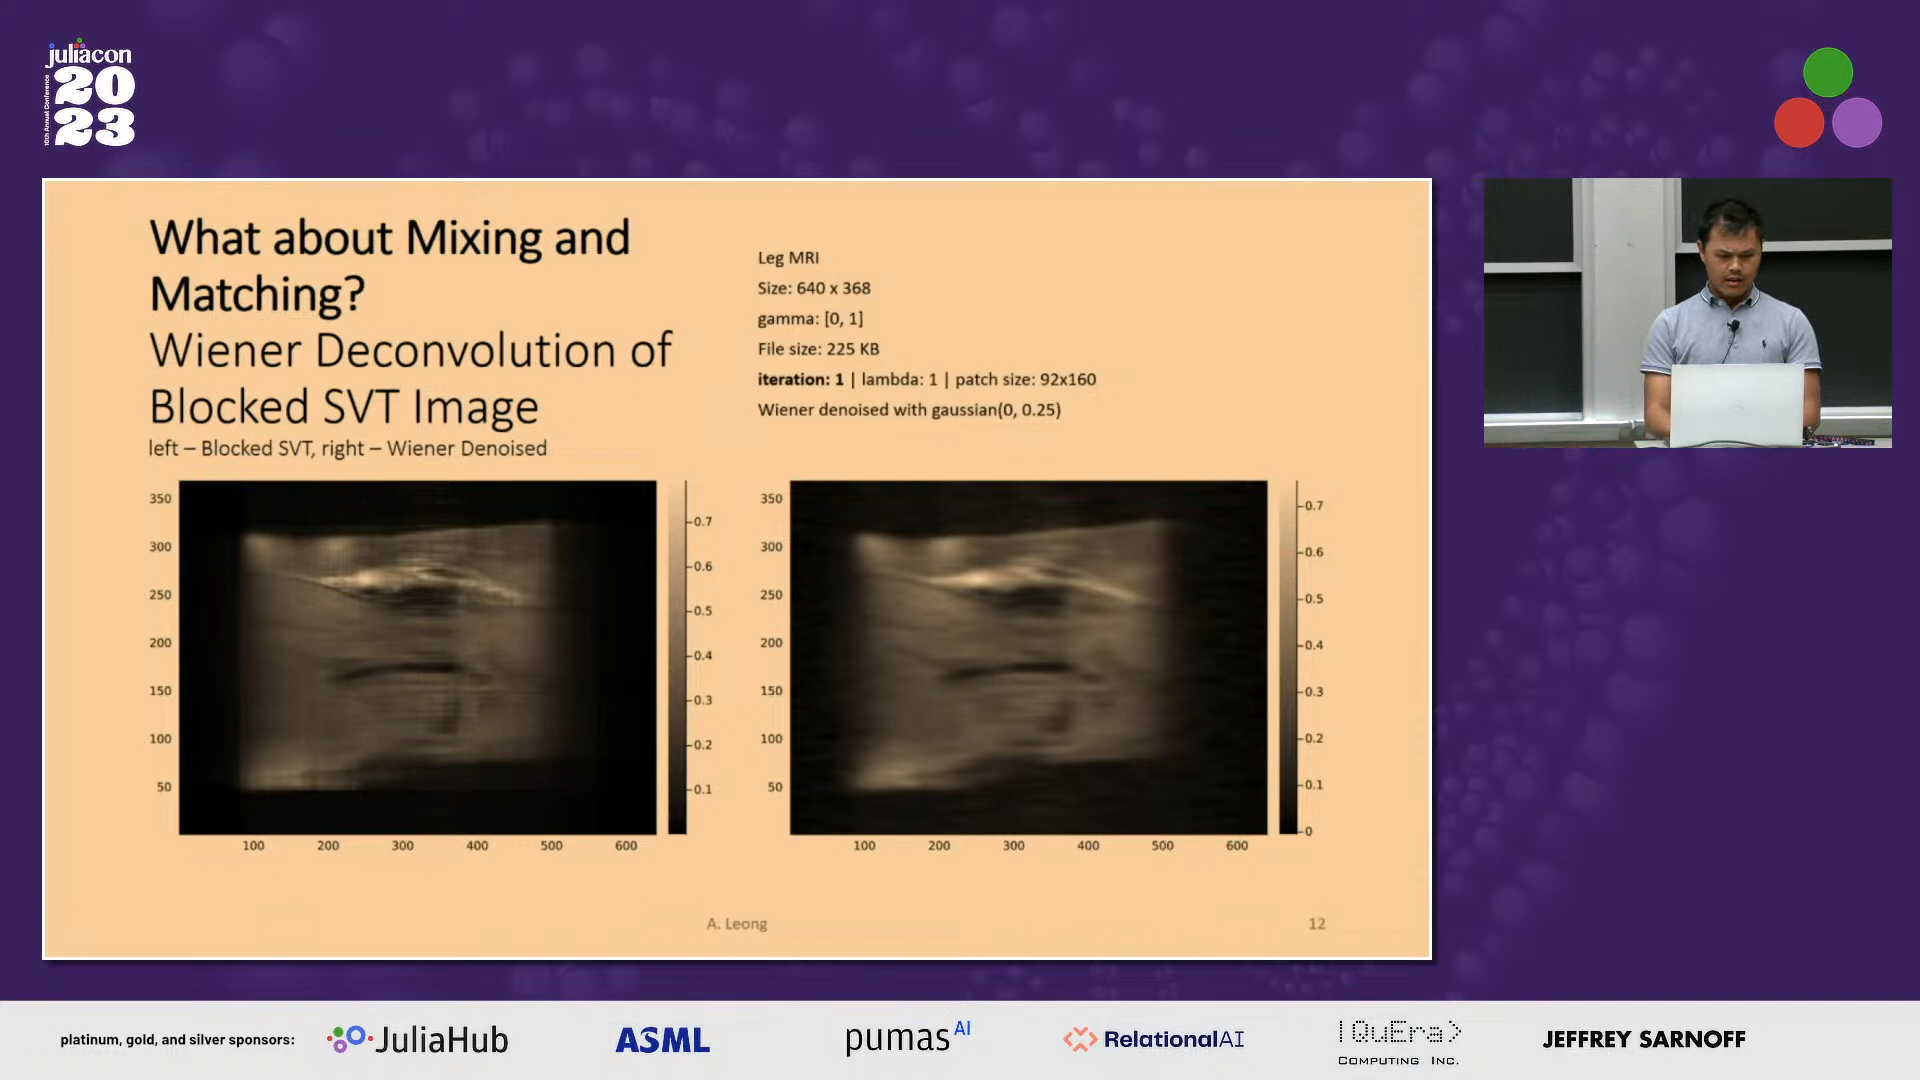 juliacon
10th Annual Conference
20
23
What about Mixing and
Matching?
Wiener Deconvolution of
Blocked SVT Image
left – Blocked SVT, right – Wiener Denoised
Leg MRI
Size: 640 x 368
gamma: [0, 1]
File size: 225 KB
iteration: 1 | lambda: 1 | patch size: 92x160
Wiener denoised with gaussian(0, 0.25)
350
300
250
200
150
100
50
100 200 300 400 500 600
0.7
0.6
0.5
0.4
0.3
0.2
0.1
350
300
250
200
150
100
50
100 200 300 400 500 600
0.7
0.6
0.5
0.4
0.3
0.2
0.1
0
A. Leong
12
platinum, gold, and silver sponsors:
JuliaHub
ASML
pumasAI
RelationalAI
|QuEra>
COMPUTING INC.
JEFFREY SARNOFF